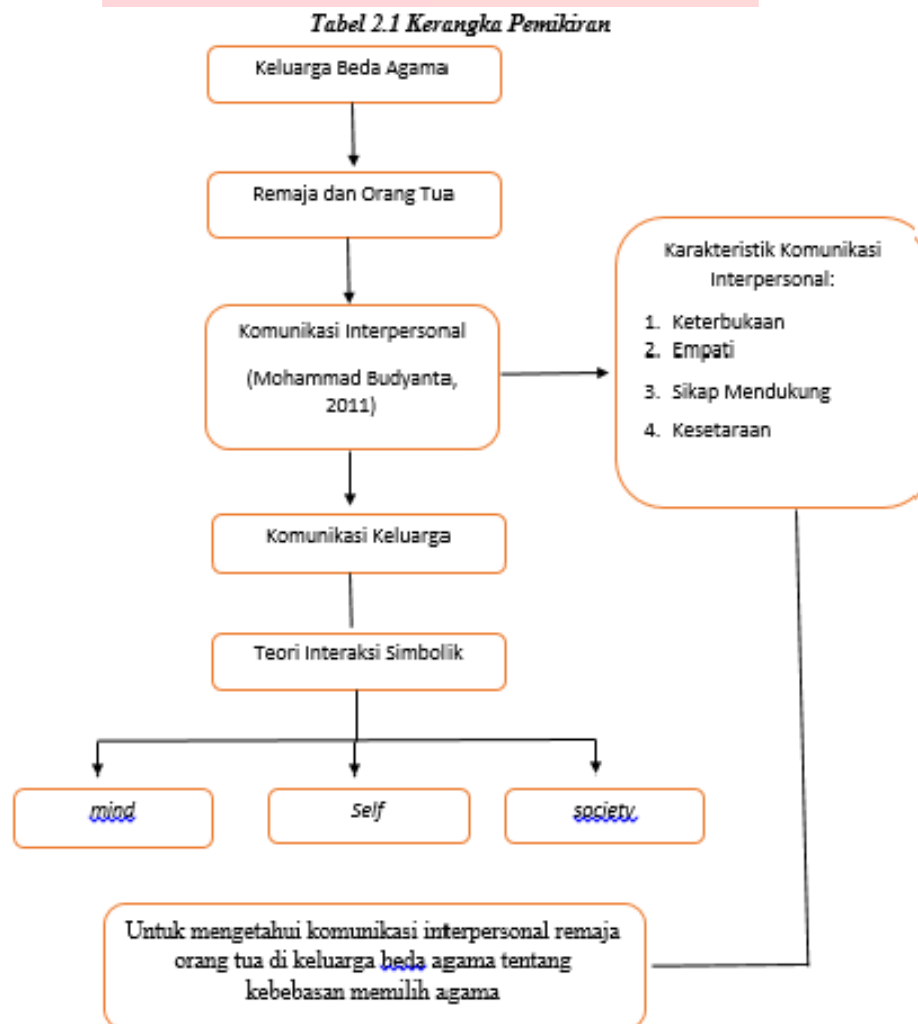 Tabel 2.1 Kerangka Pemikiran
Keluarga Beda Agama
Remaja dan Orang Tua
Komunikasi Interpersonal
(Mohammad Budyanta,
2011)
Karakteristik Komunikasi
Interpersonal:
1. Keterbukaan
2. Empati
3. Sikap Mendukung
4. Kesetaraan
Komunikasi Keluarga
Teori Interaksi Simbolik
mind
Self
society
Untuk mengetahui komunikasi interpersonal remaja
orang tua di keluarga beda agama tentang
kebebasan memilih agama